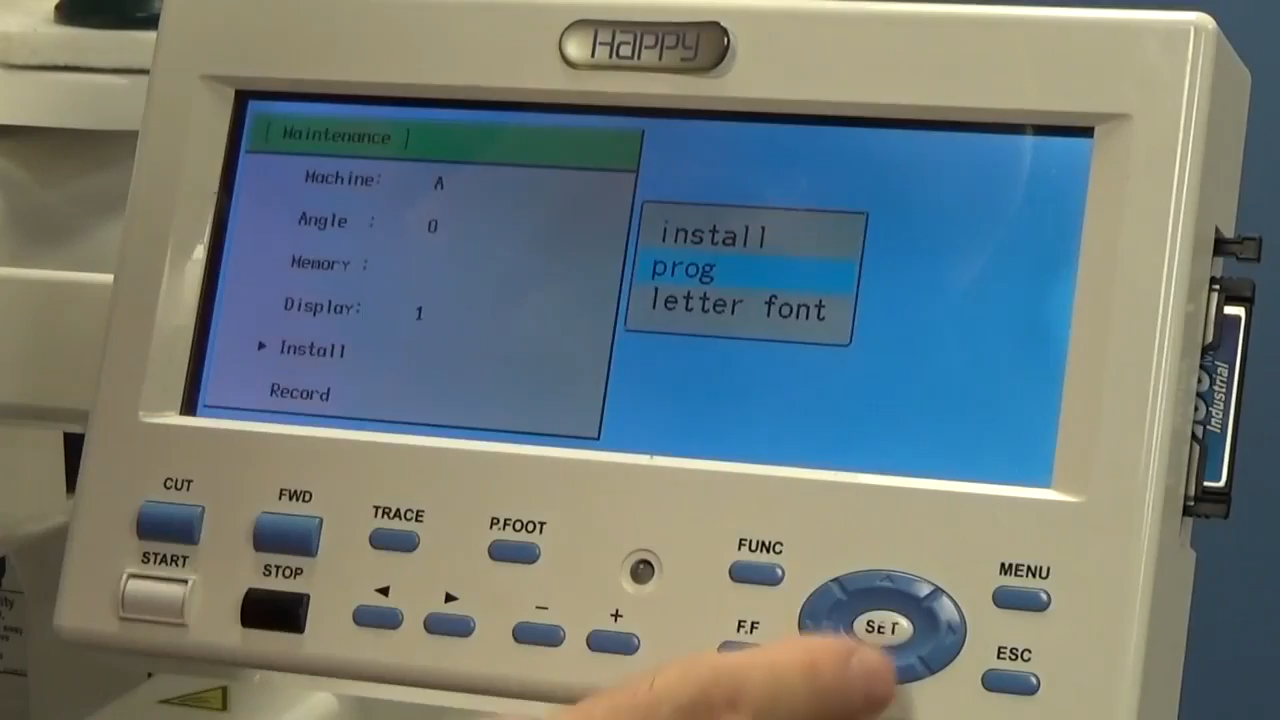 HAPPY
[ Maintenance ]
Machine: A
Angle : 0
Memory :
Display: 1
▶ Install
Record
install
prog
letter font
CUT
FWD
TRACE
P.FOOT
FUNC
MENU
START
STOP
◀
▶
−
+
F.F
SET
ESC
Industrial